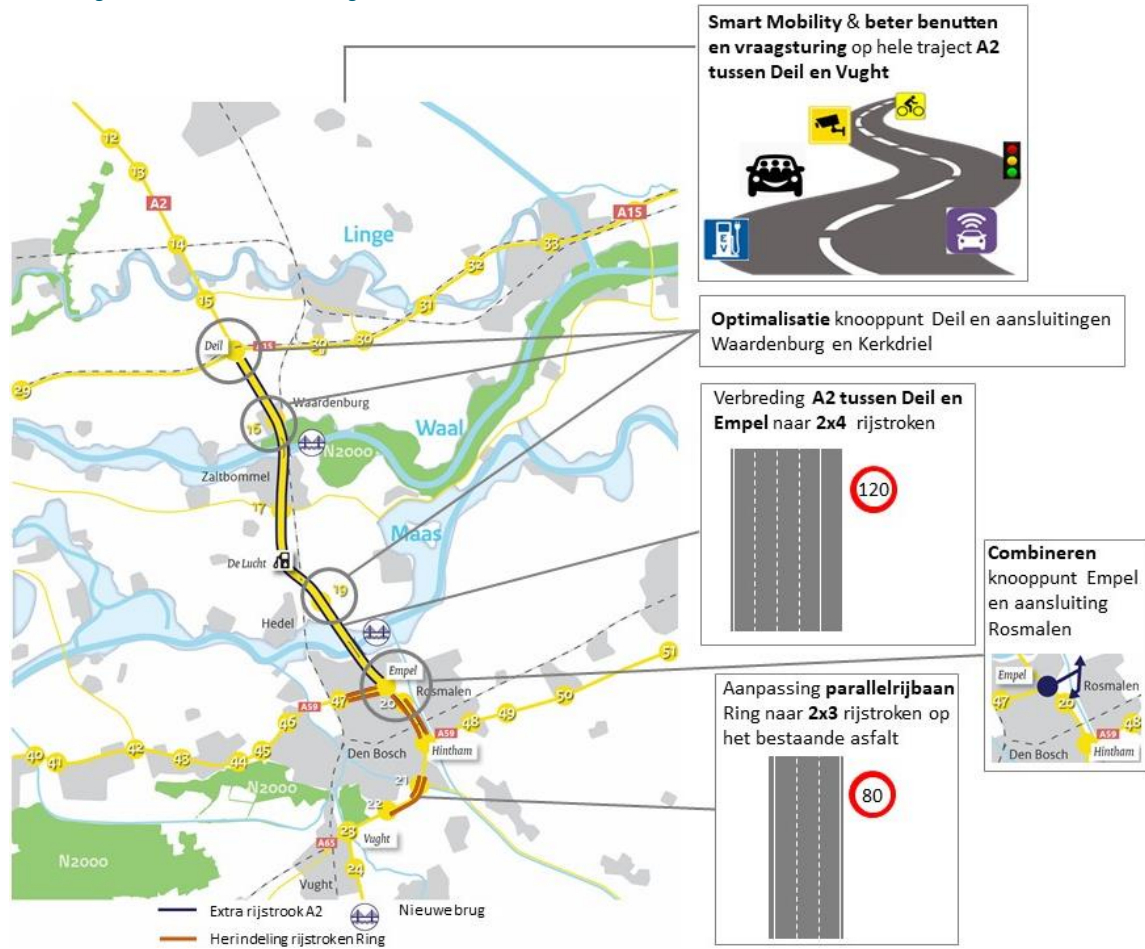 Smart Mobility & beter benutten
en vraagsturing op hele traject A2
tussen Deil en Vught
EV
Optimalisatie knooppunt Deil en aansluitingen
Waardenburg en Kerkdriel
Verbreding A2 tussen Deil en
Empel naar 2x4 rijstroken
120
Combineren
knooppunt Empel
en aansluiting
Rosmalen
Empel
Rosmalen
47
20
48
A59
Den Bosch
Hintham
Aanpassing parallelrijbaan
Ring naar 2x3 rijstroken op
het bestaande asfalt
80
12
13
A2
14
15
Linge
A15
33
32
31
30
39
A15
Deil
29
Waardenburg
16
Waal
N2000
Zaltbommel
17
Maas
De Lucht
19
Hedel
51
Empel
50
Rosmalen
47
20
49
48
A59
A59
46
45
44
43
42
41
40
Den Bosch
Hintham
21
N2000
22
23
Vught
A65
24
N2000
Vught
Extra rijstrook A2
Nieuwe brug
Herindeling rijstroken Ring